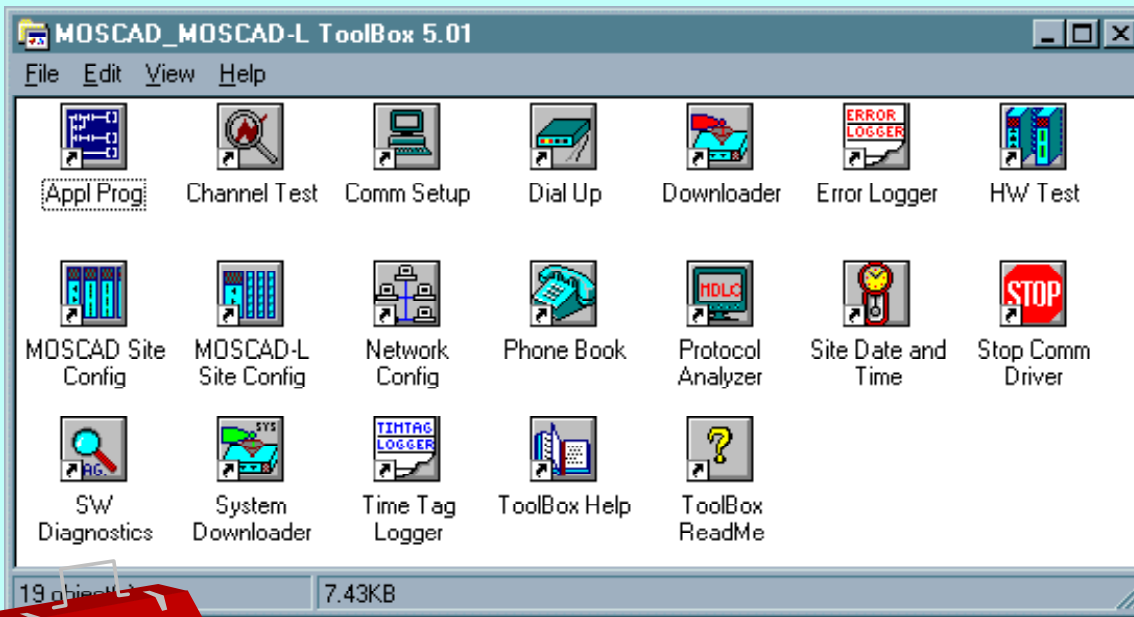 MOSCAD_MOSCAD-L ToolBox 5.01
File Edit View Help
ERROR
LOGGER
Appl Prog Channel Test Comm Setup Dial Up Downloader Error Logger HW Test
MDLC
STOP
MOSCAD Site Config MOSCAD-L Site Config Network Config Phone Book Protocol Analyzer Site Date and Time Stop Comm Driver
AG.
SYS
TIMTAG
LOGGER
SW Diagnostics System Downloader Time Tag Logger ToolBox Help ToolBox ReadMe
19 7.43KB